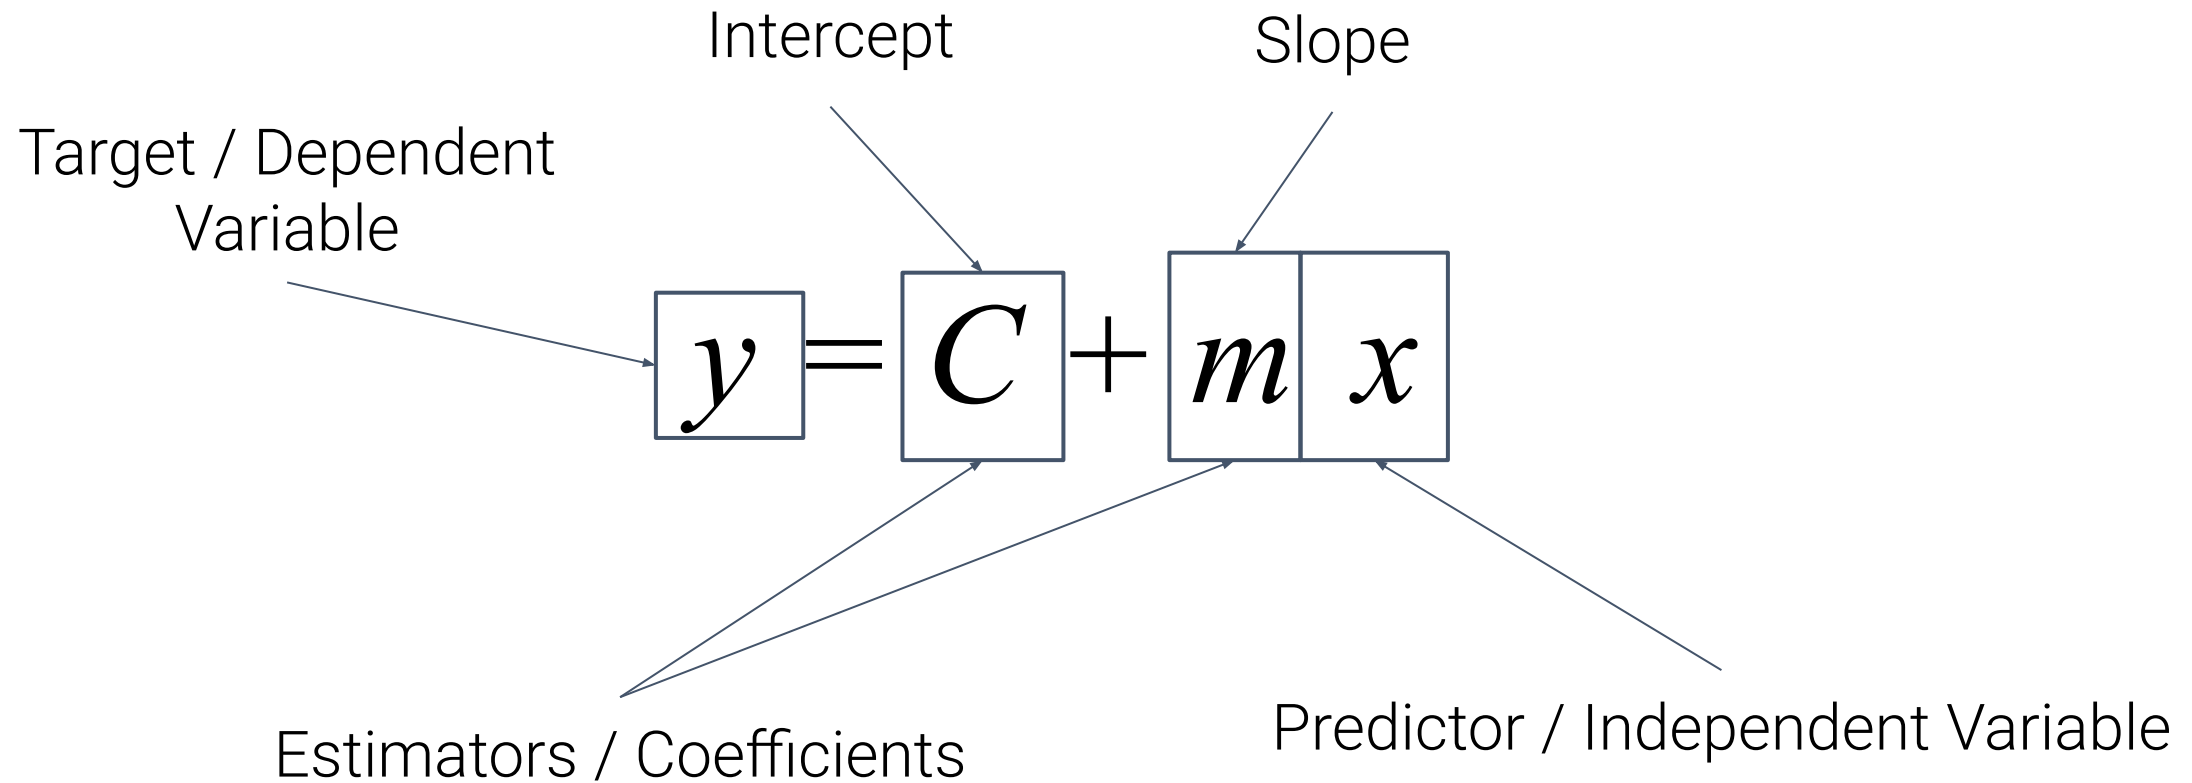 Intercept
Slope
Target / Dependent
Variable
y = C + m x
Estimators / Coefficients
Predictor / Independent Variable